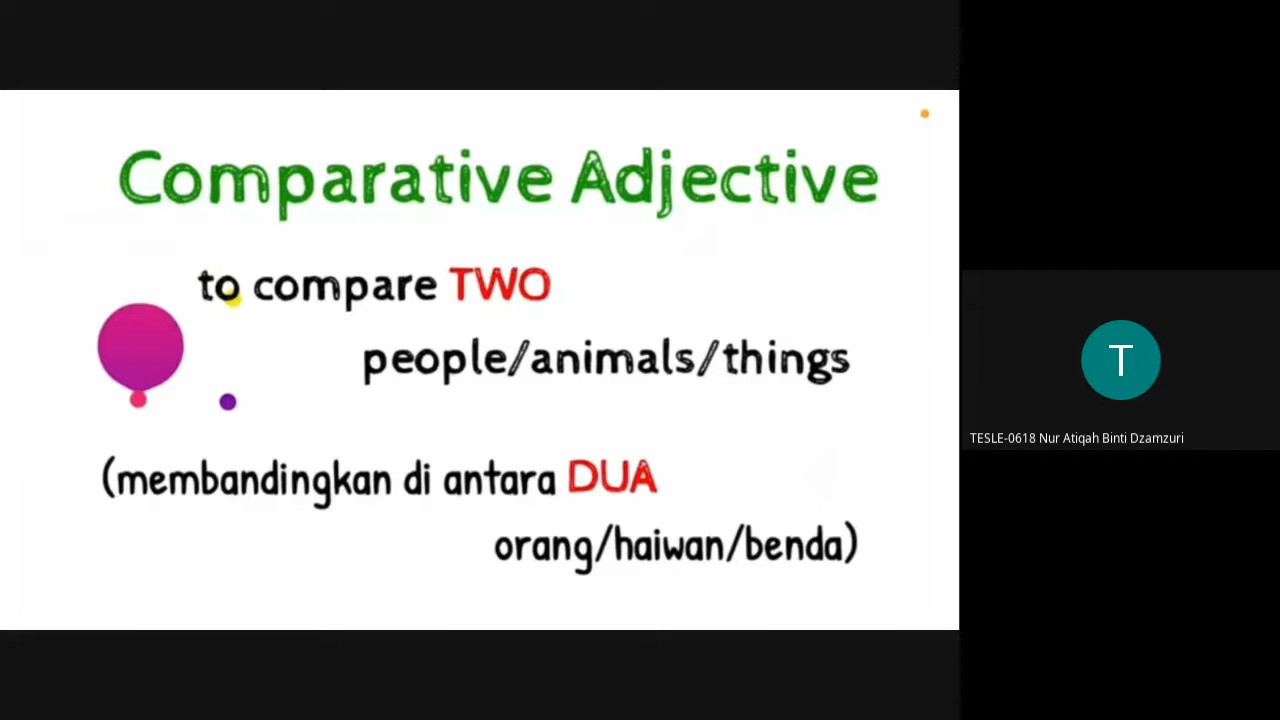 Comparative Adjective
to compare TWO
people/animals/things
(membandingkan di antara DUA
orang/haiwan/benda)
T
TESLE-0618 Nur Atiqah Binti Dzamzuri